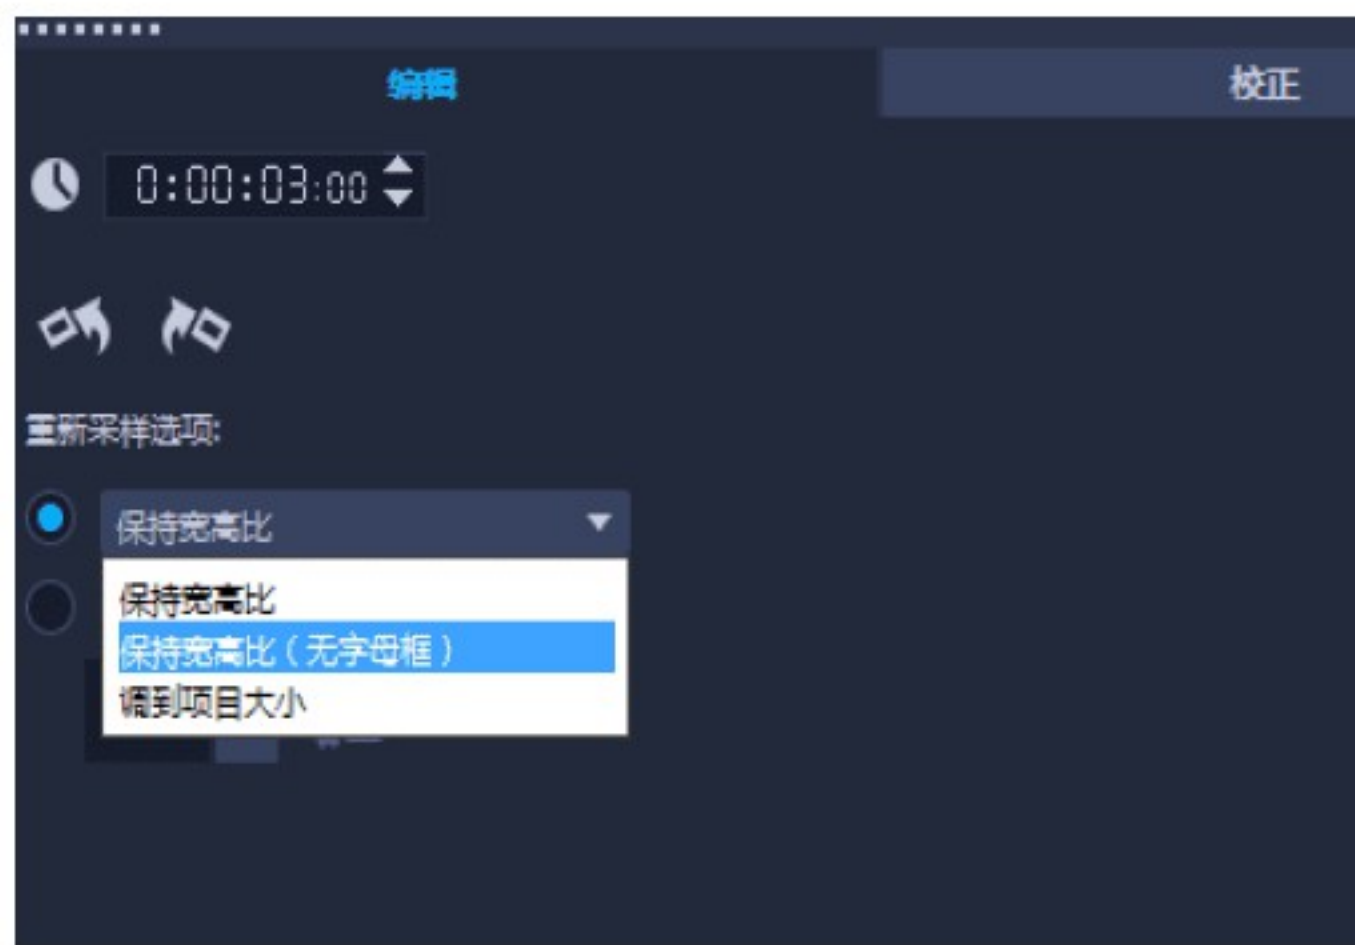 编辑
校正
0:00:03:00
重新采样选项:
保持宽高比
保持宽高比
保持宽高比（无字母框）
调到项目大小